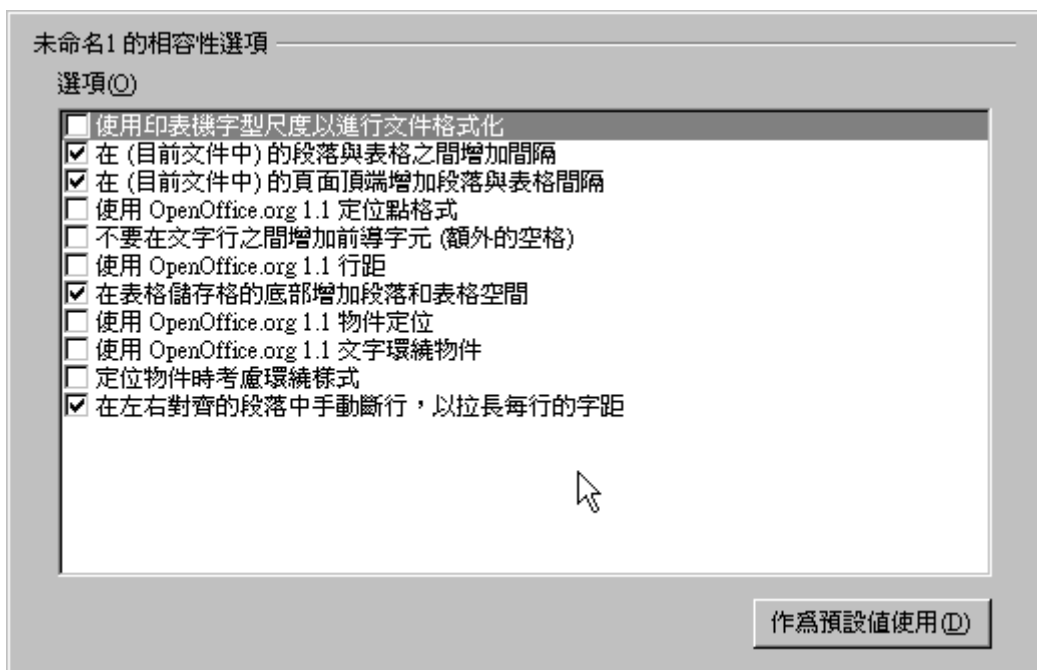 未命名1 的相容性選項
選項(O)
使用印表機字型尺度以進行文件格式化
在 (目前文件中) 的段落與表格之間增加間隔
在 (目前文件中) 的頁面頂端增加段落與表格間隔
使用 OpenOffice.org 1.1 定位點格式
不要在文字行之間增加前導字元 (額外的空格)
使用 OpenOffice.org 1.1 行距
在表格儲存格的底部增加段落和表格空間
使用 OpenOffice.org 1.1 物件定位
使用 OpenOffice.org 1.1 文字環繞物件
定位物件時考慮環繞樣式
在左右對齊的段落中手動斷行，以拉長每行的字距
作爲預設值使用(D)